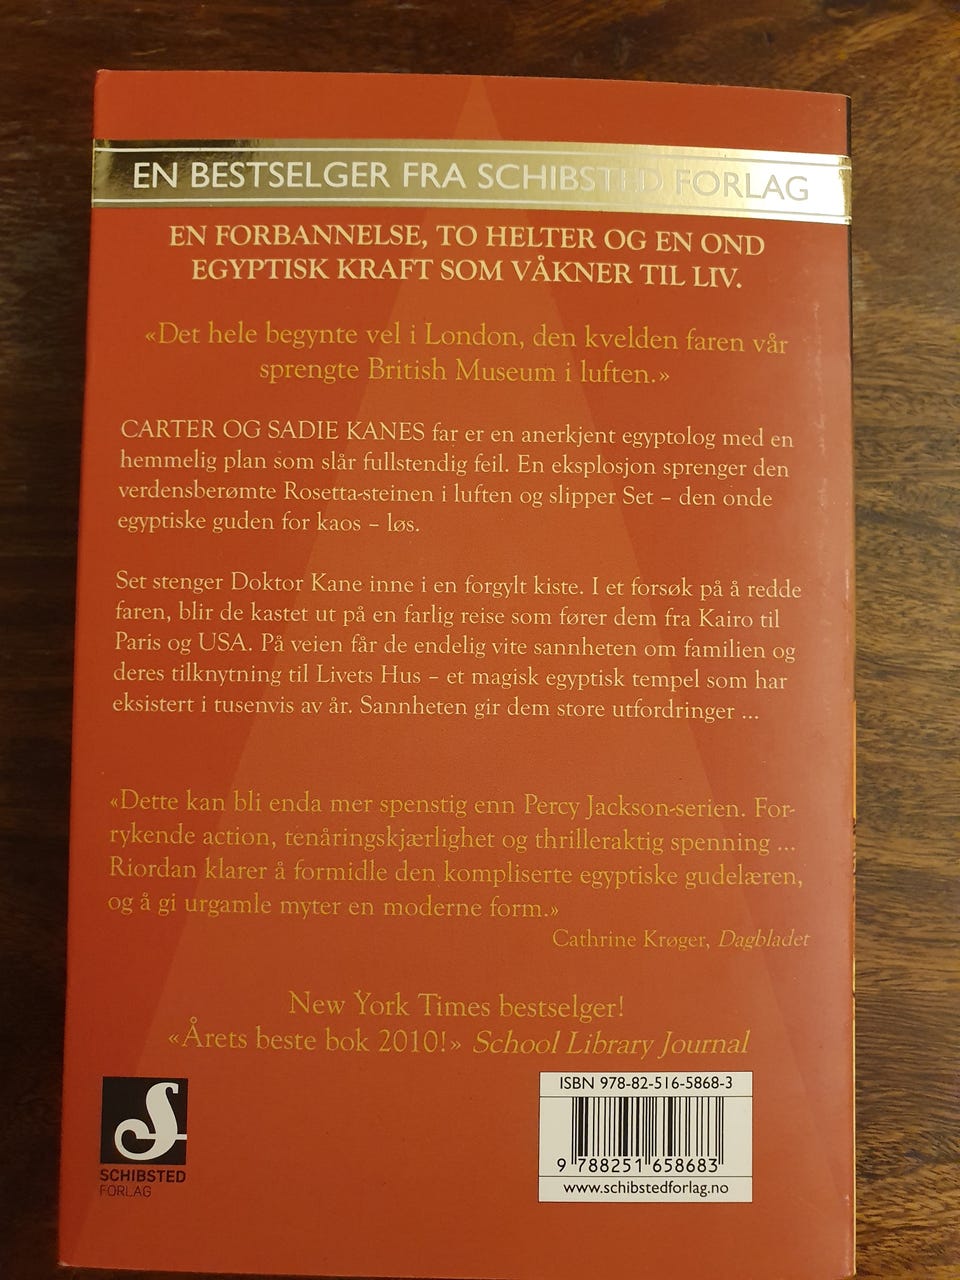 EN BESTSELGER FRA SCHIBSTED FORLAG
EN FORBANNELSE, TO HELTER OG EN OND
EGYPTISK KRAFT SOM VÅKNER TIL LIV.
«Det hele begynte vel i London, den kvelden faren vår
sprengte British Museum i luften.»
CARTER OG SADIE KANES far er en anerkjent egyptolog med en
hemmelig plan som slår fullstendig feil. En eksplosjon sprenger den
verdensberømte Rosetta-steinen i luften og slipper Set – den onde
egyptiske guden for kaos – løs.
Set stenger Doktor Kane inne i en forgylt kiste. I et forsøk på å redde
faren, blir de kastet ut på en farlig reise som fører dem fra Kairo til
Paris og USA. På veien får de endelig vite sannheten om familien og
deres tilknytning til Livets Hus – et magisk egyptisk tempel som har
eksistert i tusenvis av år. Sannheten gir dem store utfordringer ...
«Dette kan bli enda mer spenstig enn Percy Jackson-serien. For-
rykende action, tenåringskjærlighet og thrilleraktig spenning ...
Riordan klarer å formidle den kompliserte egyptiske gudelæren,
og å gi urgamle myter en moderne form.»
Cathrine Krøger, Dagbladet
New York Times bestselger!
«Årets beste bok 2010!» School Library Journal
ISBN 978-82-516-5868-3
9 788251 658683
www.schibstedforlag.no
S
SCHIBSTED
FORLAG